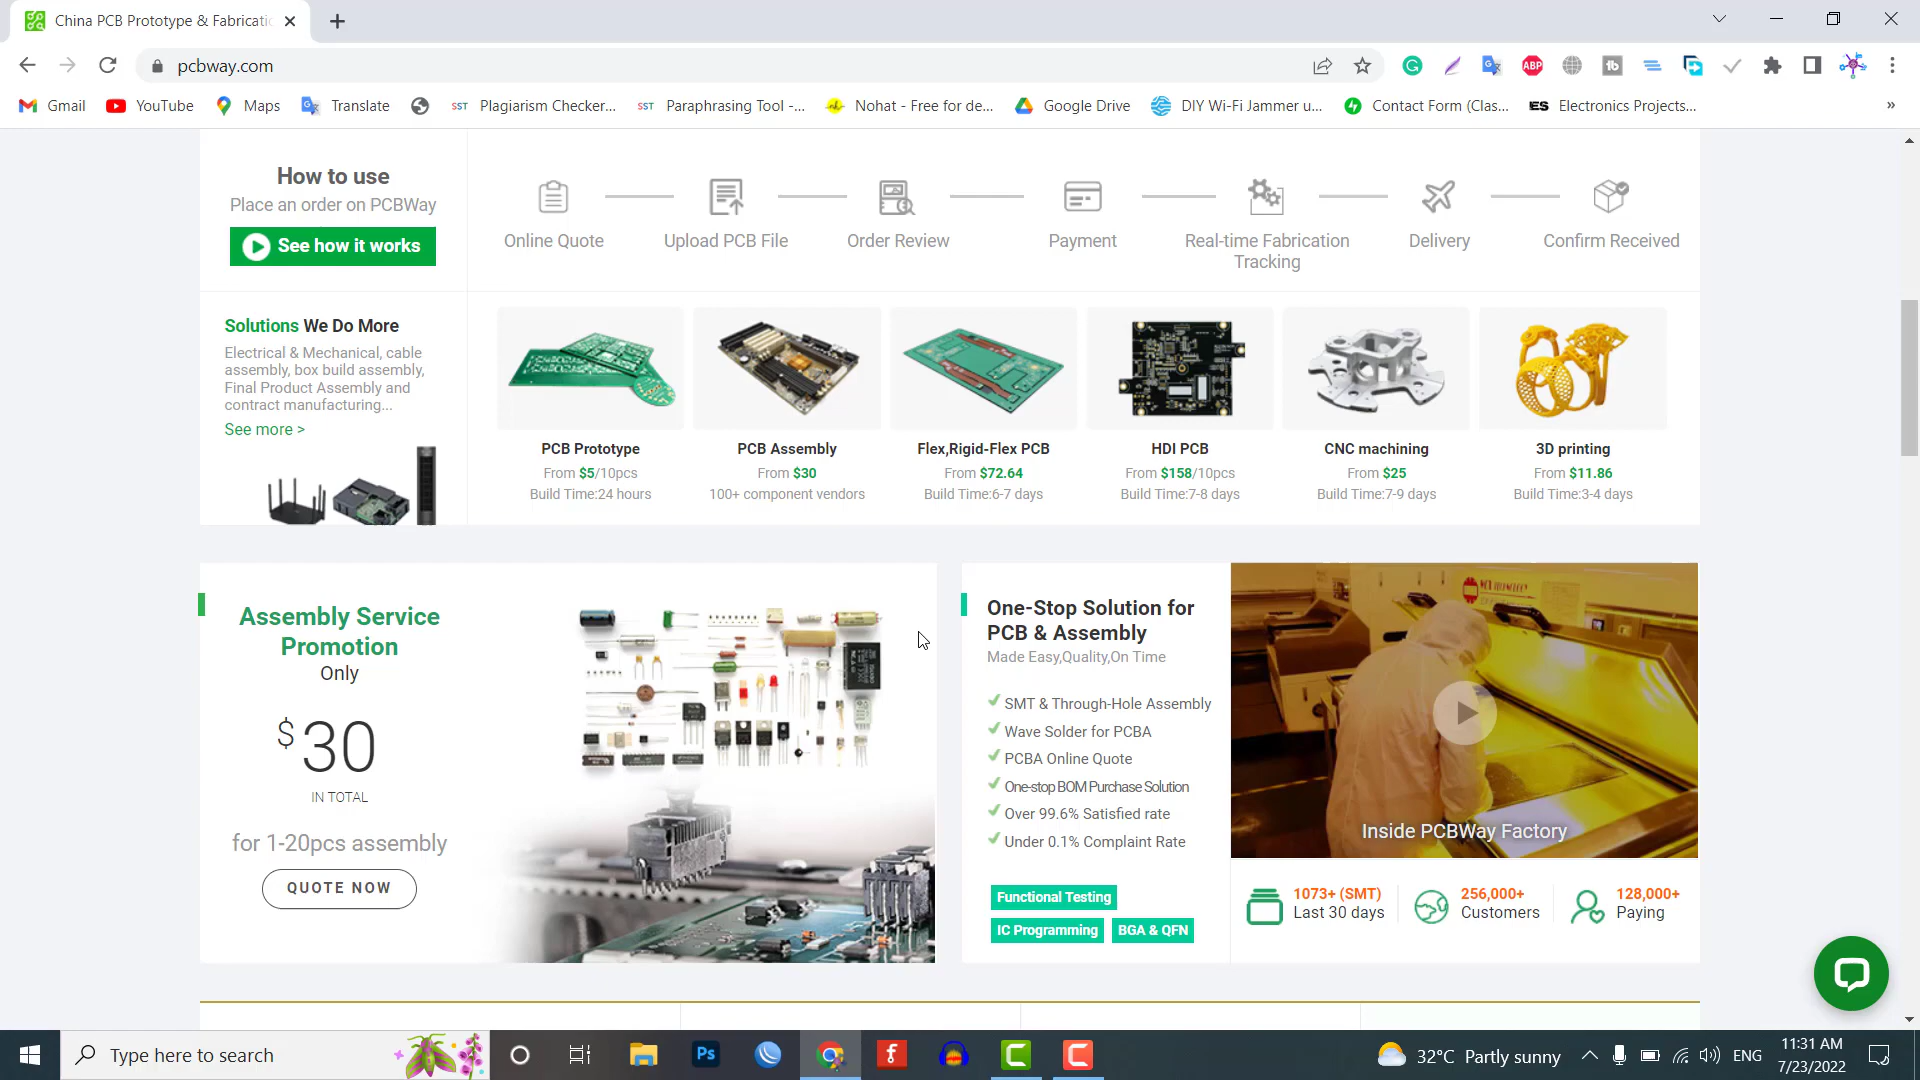 China PCB Prototype & Fabricatio
pcbway.com
Gmail
YouTube
Maps
Translate
SST Plagiarism Checker...
SST Paraphrasing Tool -...
Nohat - Free for de...
Google Drive
DIY Wi-Fi Jammer u...
Contact Form (Clas...
ES Electronics Projects...
How to use
Place an order on PCBWay
See how it works
Online Quote
Upload PCB File
Order Review
Payment
Real-time Fabrication
Tracking
Delivery
Confirm Received
Solutions We Do More
Electrical & Mechanical, cable
assembly, box build assembly,
Final Product Assembly and
contract manufacturing...
See more >
PCB Prototype
From $5/10pcs
Build Time:24 hours
PCB Assembly
From $30
100+ component vendors
Flex,Rigid-Flex PCB
From $72.64
Build Time:6-7 days
HDI PCB
From $158/10pcs
Build Time:7-8 days
CNC machining
From $25
Build Time:7-9 days
3D printing
From $11.86
Build Time:3-4 days
Assembly Service
Promotion
Only
$30
IN TOTAL
for 1-20pcs assembly
QUOTE NOW
One-Stop Solution for
PCB & Assembly
Made Easy,Quality,On Time
SMT & Through-Hole Assembly
Wave Solder for PCBA
PCBA Online Quote
One-stop BOM Purchase Solution
Over 99.6% Satisfied rate
Under 0.1% Complaint Rate
Functional Testing
IC Programming
BGA & QFN
Inside PCBWay Factory
1073+ (SMT)
Last 30 days
256,000+
Customers
128,000+
Paying
Type here to search
Ps
32°C Partly sunny
ENG
11:31 AM
7/23/2022